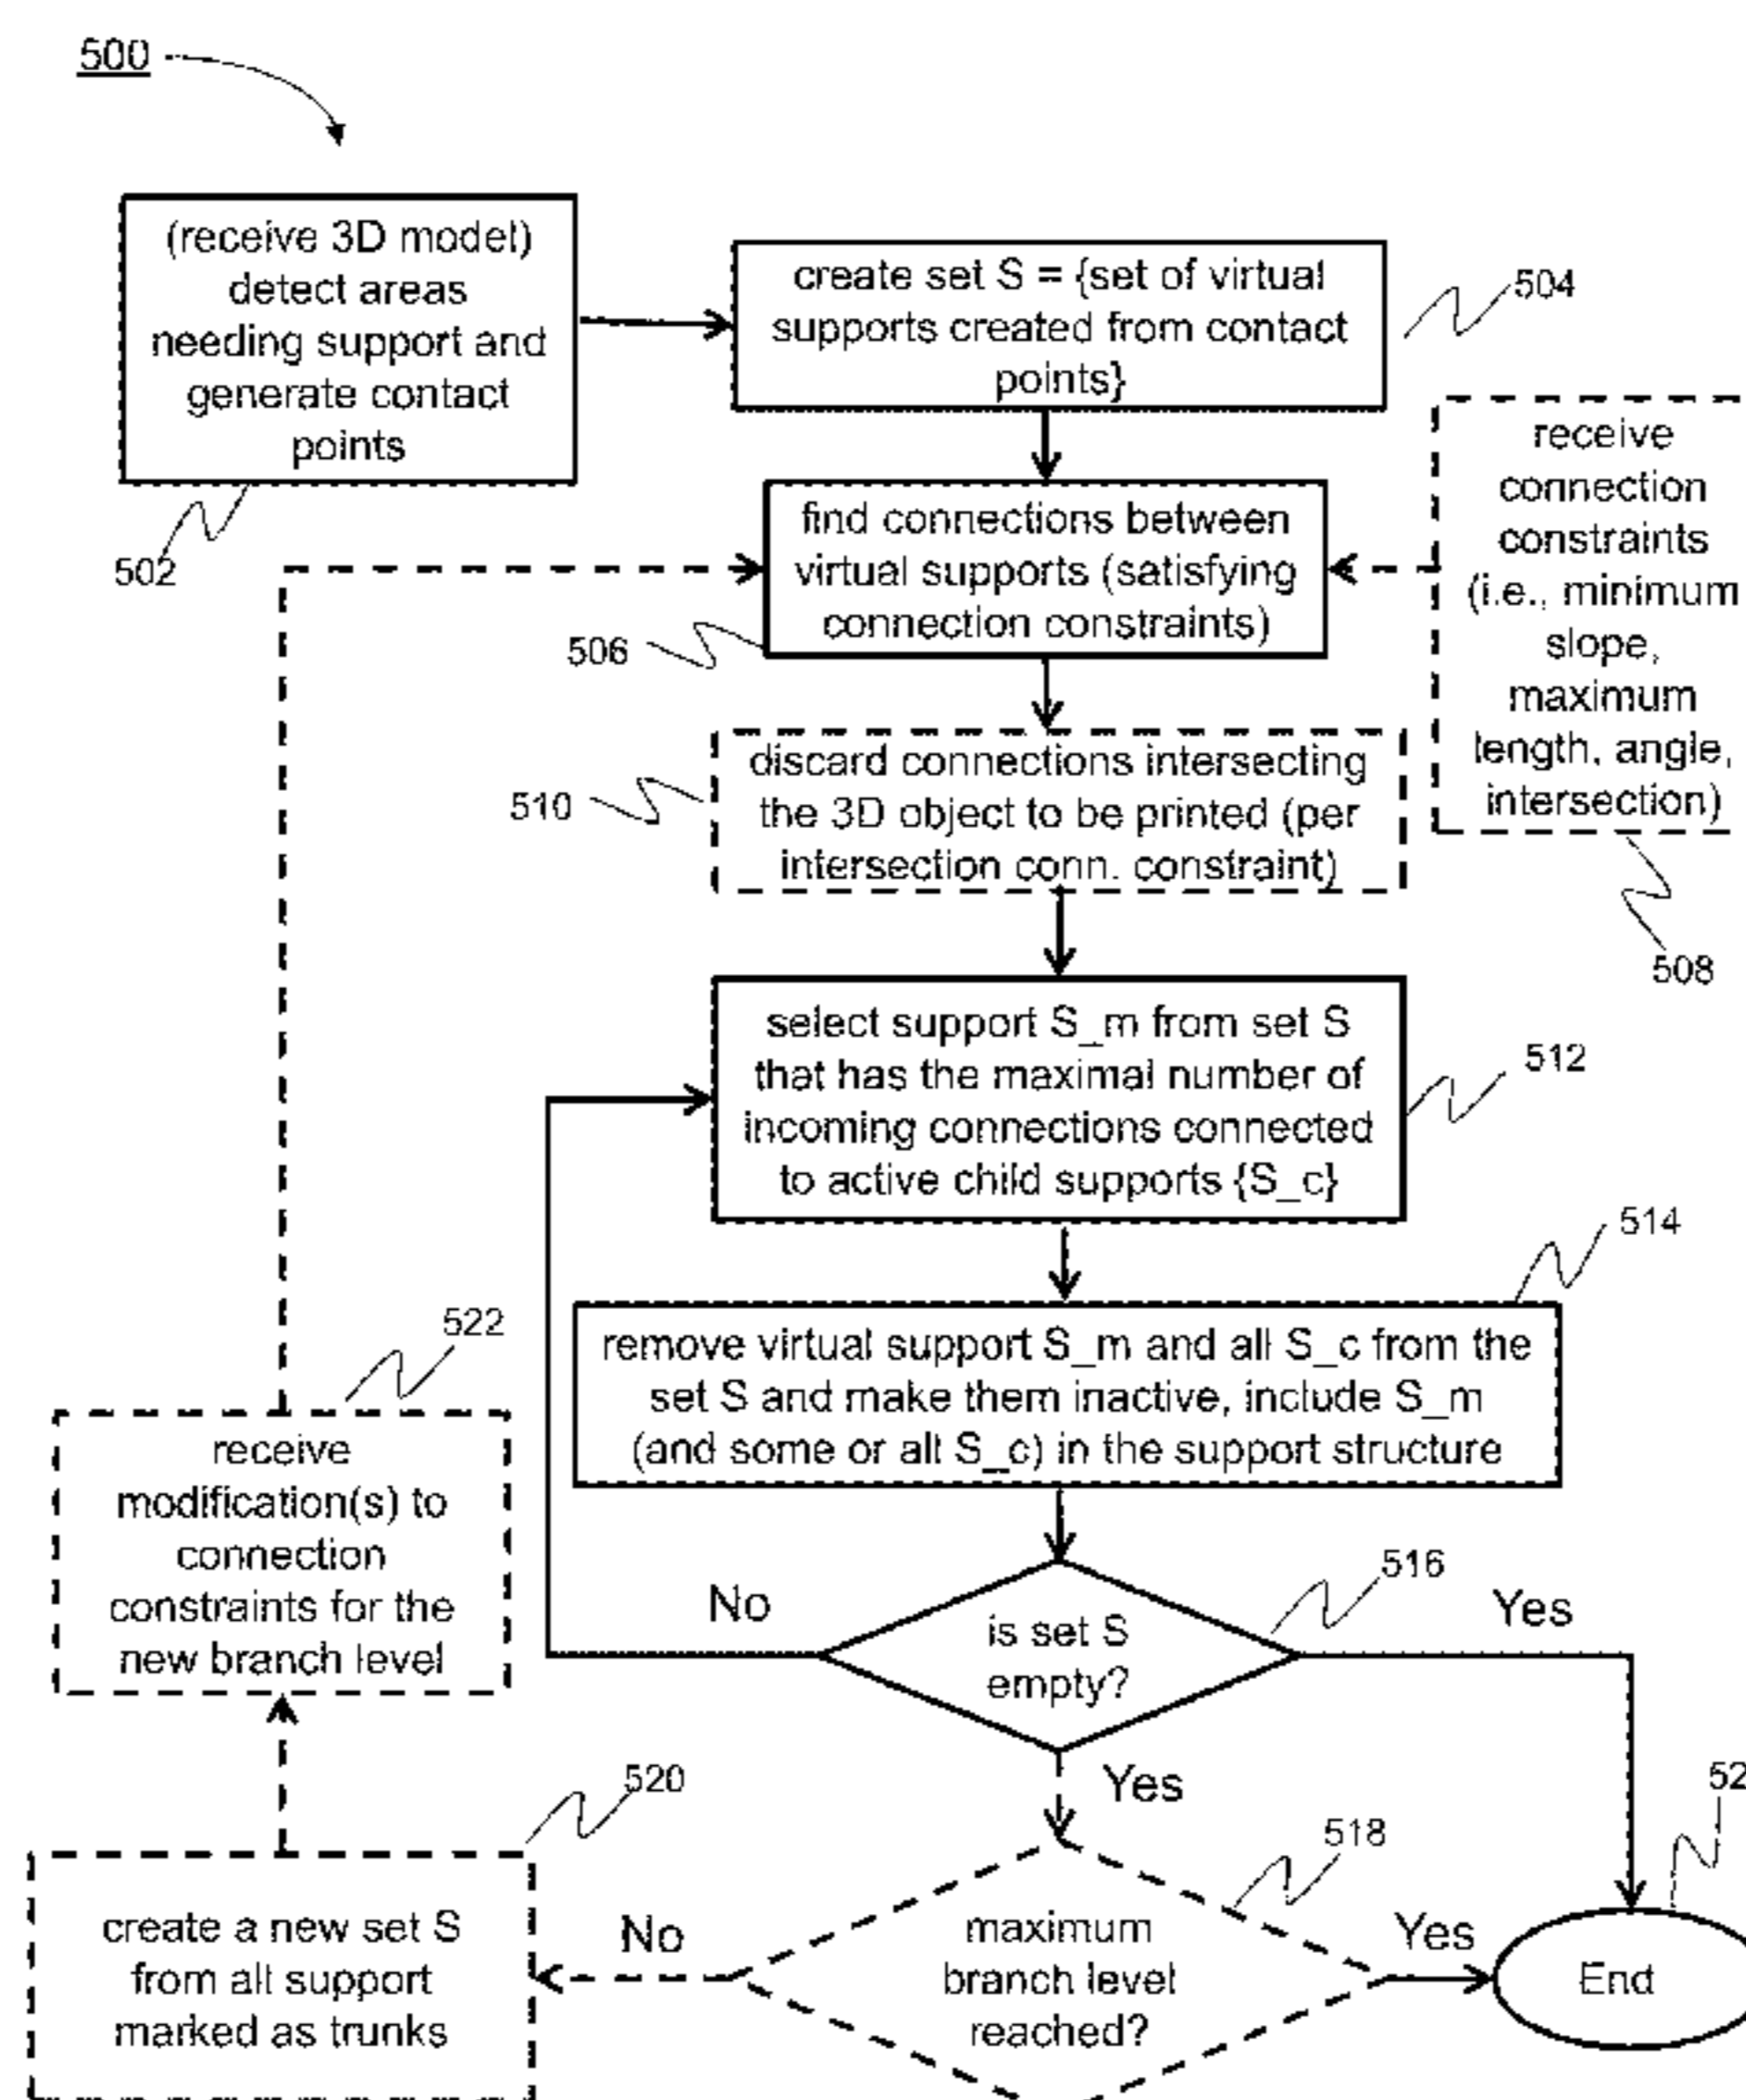 500
(receive 3D model)
detect areas
needing support and
generate contact
points
502
create set S = {set of virtual
supports created from contact
points}
504
find connections between
virtual supports (satisfying
connection constraints)
506
receive
connection
constraints
(i.e., minimum
slope,
maximum
length, angle,
intersection)
508
discard connections intersecting
the 3D object to be printed (per
intersection conn. constraint)
510
select support S_m from set S
that has the maximal number of
incoming connections connected
to active child supports {S_c}
512
remove virtual support S_m and all S_c from the
set S and make them inactive, include S_m
(and some or all S_c) in the support structure
514
is set S
empty?
516
No
Yes
Yes
maximum
branch level
reached?
518
No
Yes
create a new set S
from all support
marked as trunks
520
receive
modification(s) to
connection
constraints for the
new branch level
522
End